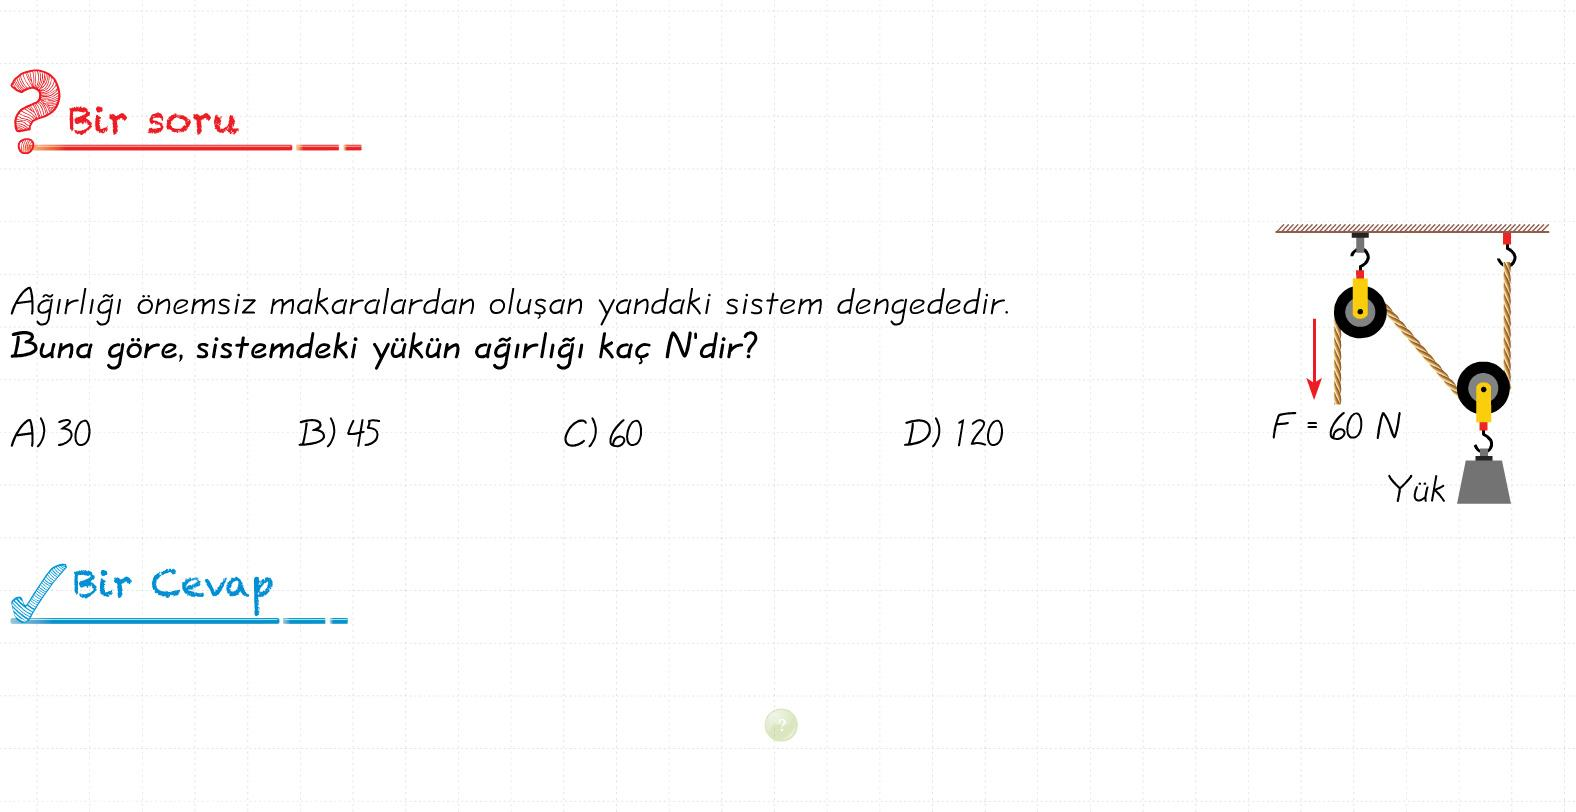 Bir soru
Ağırlığı önemsiz makaralardan oluşan yandaki sistem dengededir.
Buna göre, sistemdeki yükün ağırlığı kaç N'dir?
A) 30 B) 45 C) 60 D) 120
F = 60 N
Yük
Bir Cevap
?